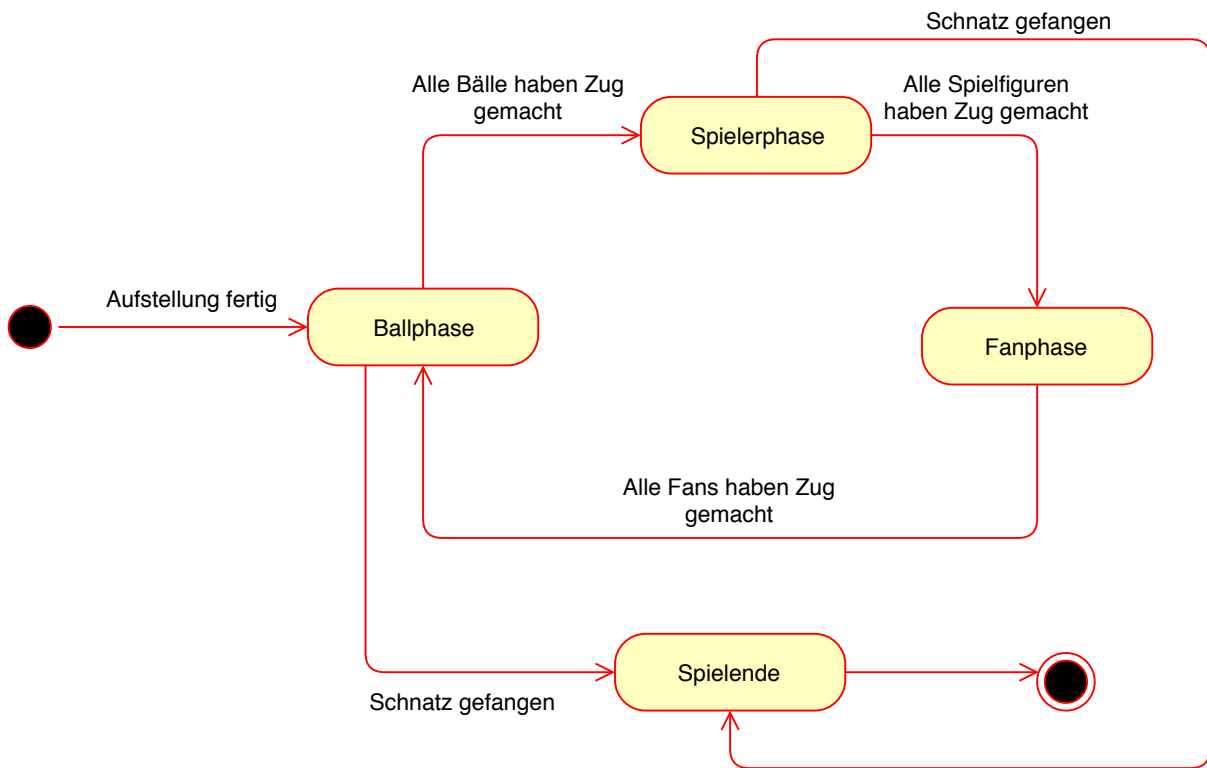 Schnatz gefangen
Alle Bälle haben Zug
gemacht
Alle Spielfiguren
haben Zug gemacht
Spielerphase
Aufstellung fertig
Ballphase
Fanphase
Alle Fans haben Zug
gemacht
Spielende
Schnatz gefangen